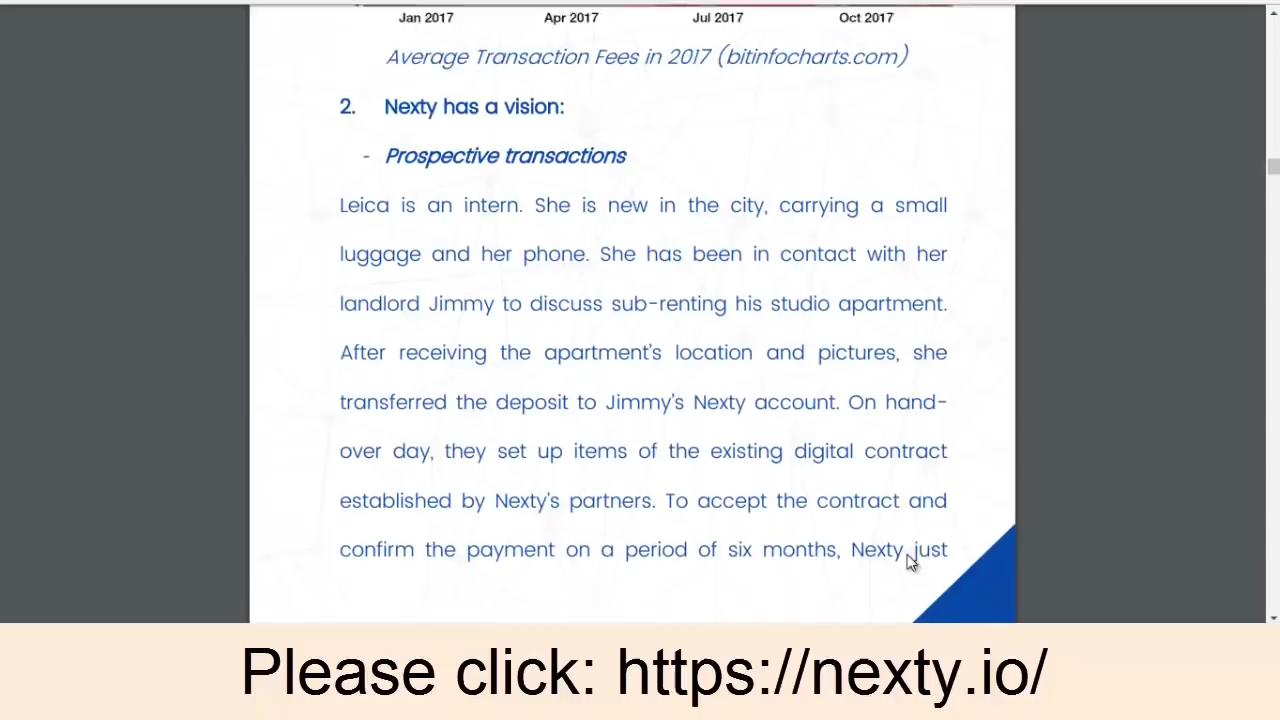 Jan 2017 Apr 2017 Jul 2017 Oct 2017
Average Transaction Fees in 2017 (bitinfocharts.com)
2. Nexty has a vision:
- Prospective transactions
Leica is an intern. She is new in the city, carrying a small
luggage and her phone. She has been in contact with her
landlord Jimmy to discuss sub-renting his studio apartment.
After receiving the apartment's location and pictures, she
transferred the deposit to Jimmy's Nexty account. On hand-
over day, they set up items of the existing digital contract
established by Nexty's partners. To accept the contract and
confirm the payment on a period of six months, Nexty just
Please click: https://nexty.io/